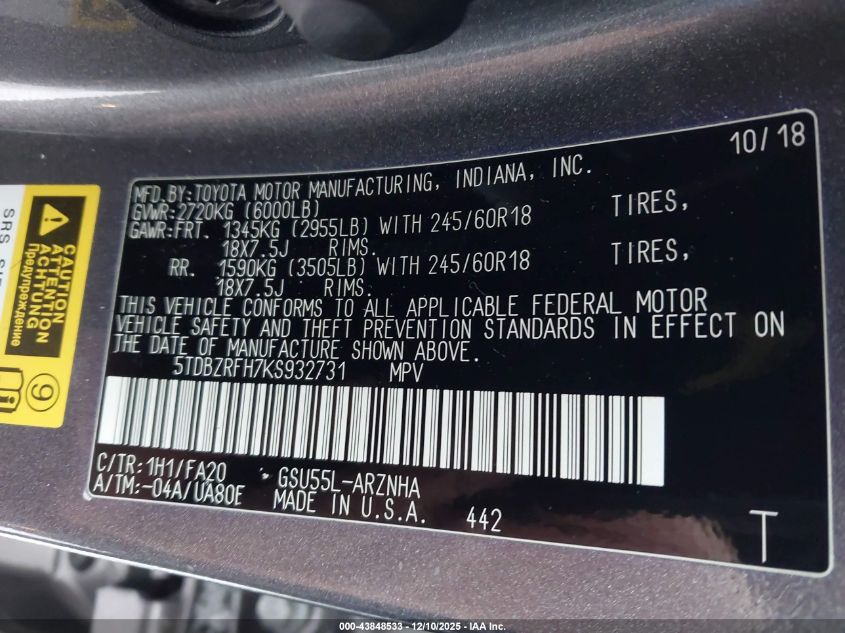 10/18
MFD.BY:TOYOTA MOTOR MANUFACTURING, INDIANA, INC.
GVWR:2720KG (6000LB)
GAWR:FRT. 1345KG (2955LB) WITH 245/60R18 TIRES,
18X7.5J RIMS.
RR. 1590KG (3505LB) WITH 245/60R18 TIRES,
18X7.5J RIMS.
THIS VEHICLE CONFORMS TO ALL APPLICABLE FEDERAL MOTOR
VEHICLE SAFETY AND THEFT PREVENTION STANDARDS IN EFFECT ON
THE DATE OF MANUFACTURE SHOWN ABOVE.
5TDBZRFH7KS932731 MPV
C/TR:1H1/FA20 GSU55L-ARZNHA
A/TM:-04A/UA80E MADE IN U.S.A. 442
T
CAUTION
ATTENTION
ACHTUNG
Предупреждение
9
SRS
000-43848533 — 12/10/2025 — IAA Inc.